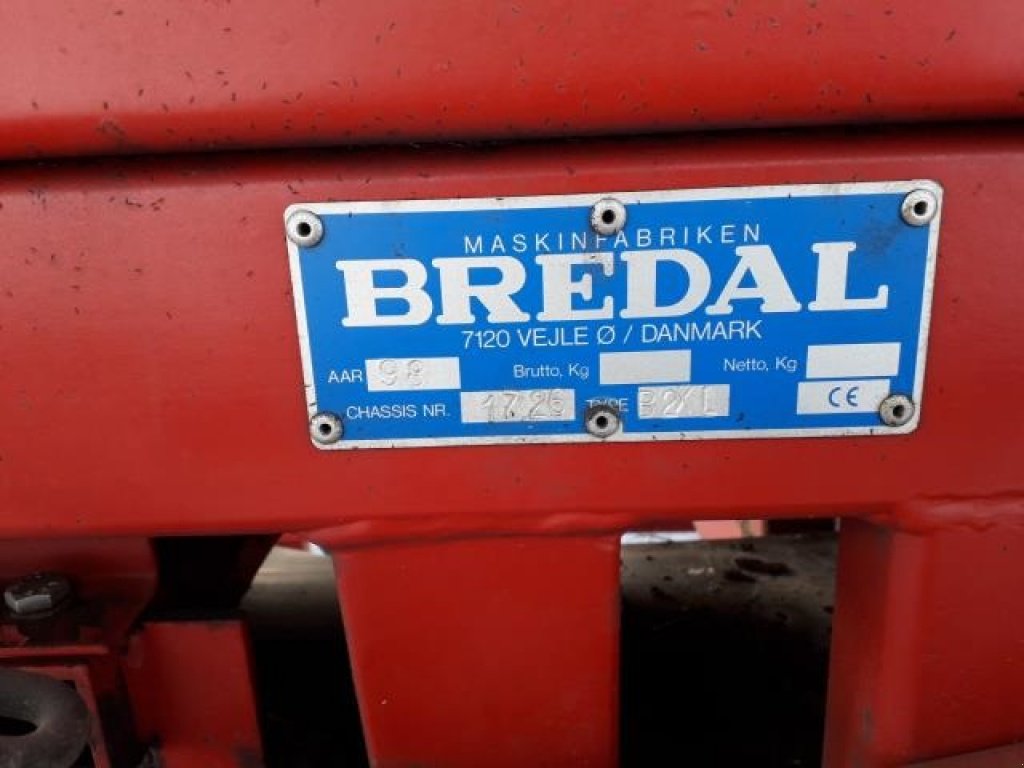 MASKINFABRIKEN
BREDAL
7120 VEJLE Ø / DANMARK
AAR 98 Brutto, Kg Netto, Kg
CHASSIS NR. 1726 TYPE B2XL CE